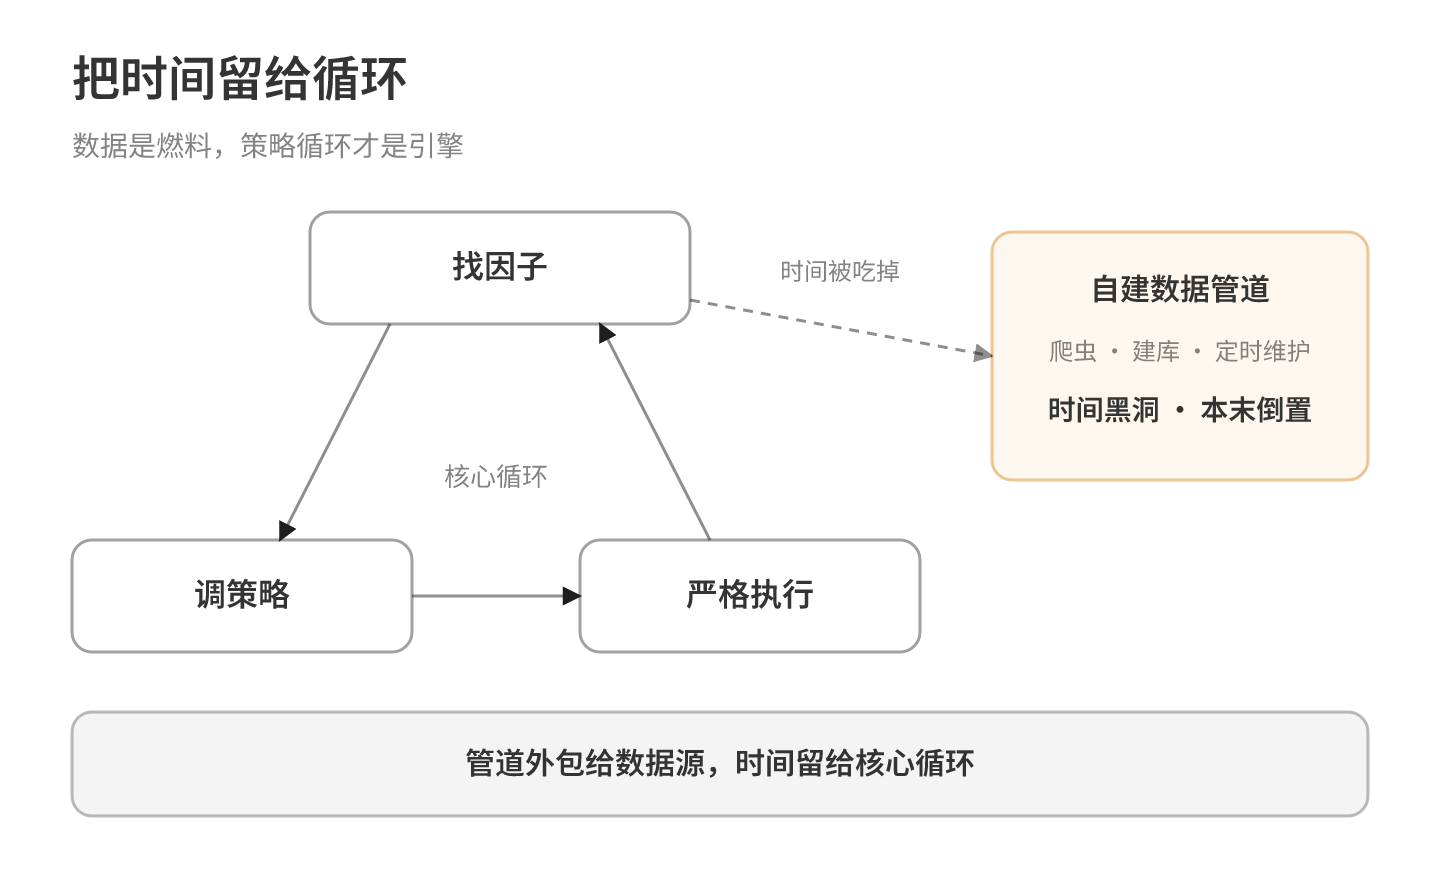 把时间留给循环
数据是燃料，策略循环才是引擎
找因子
时间被吃掉
自建数据管道
爬虫 · 建库 · 定时维护
时间黑洞 · 本末倒置
核心循环
调策略
严格执行
管道外包给数据源，时间留给核心循环